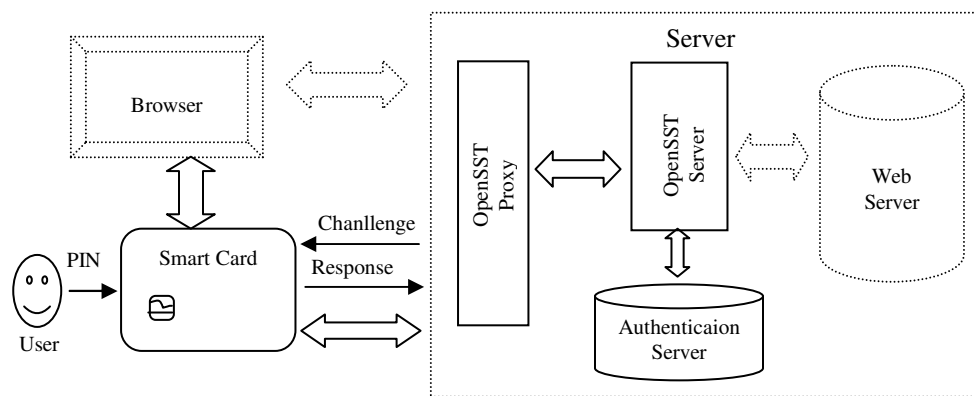 Server
Browser
OpenSST
Proxy
OpenSST
Server
Web
Server
Chanllenge
PIN
Smart Card
Response
User
Authenticaion
Server